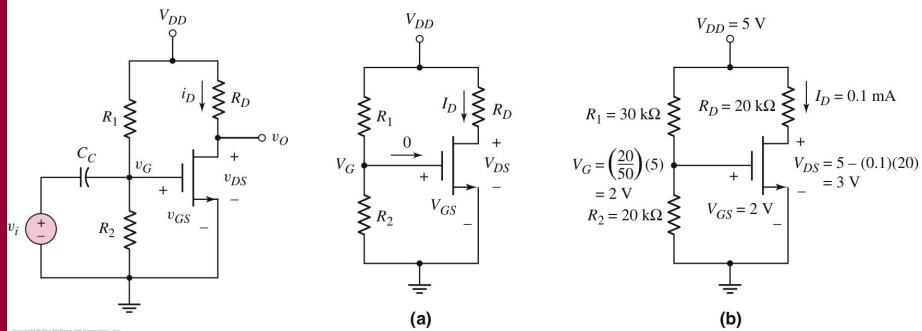 V_DD
i_D
R_D
R_1
v_O
C_C
v_G
+
+
v_DS
−
v_GS
−
v_i
+
−
R_2
V_DD
I_D
R_D
R_1
0
V_G
+
+
V_DS
−
V_GS
−
R_2
(a)
V_DD = 5 V
I_D = 0.1 mA
R_1 = 30 kΩ
R_D = 20 kΩ
V_G = (20/50)(5)
= 2 V
+
+
V_DS = 5 – (0.1)(20)
= 3 V
−
R_2 = 20 kΩ
V_GS = 2 V
−
(b)